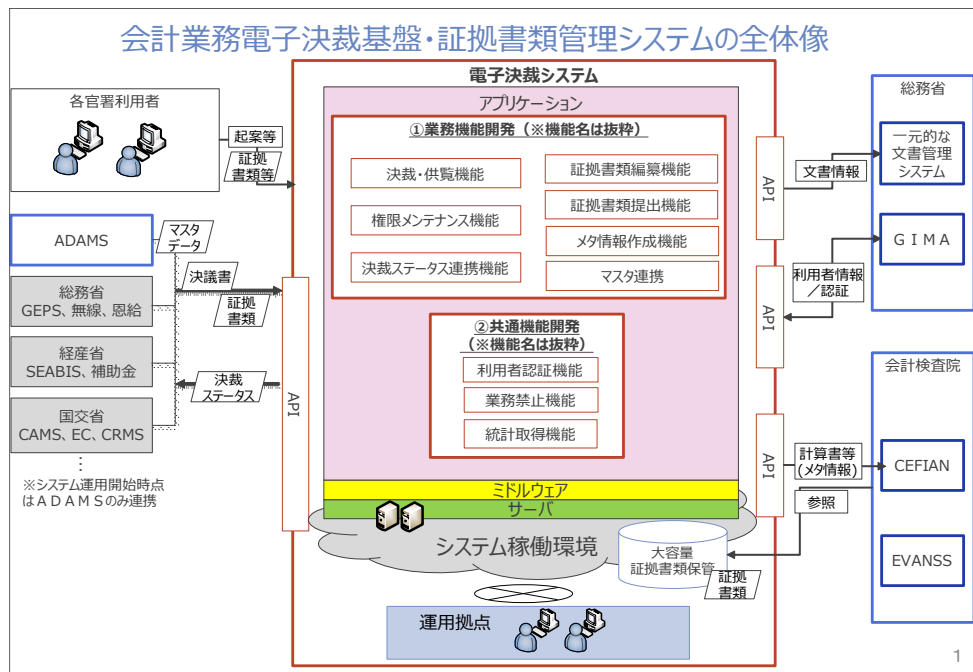 会計業務電子決裁基盤・証拠書類管理システムの全体像
電子決裁システム
各官署利用者
起案等
証拠
書類等
ADAMS
マスタ
データ
総務省
GEPS、無線、恩給
経産省
SEABIS、補助金
国交省
CAMS、EC、CRMS
⋮
※システム運用開始時点
はADAMSのみ連携
決議書
証拠
書類
決裁
ステータス
API
アプリケーション
①業務機能開発(※機能名は抜粋)
決裁・供覧機能
権限メンテナンス機能
決裁ステータス連携機能
証拠書類編纂機能
証拠書類提出機能
メタ情報作成機能
マスタ連携
②共通機能開発
(※機能名は抜粋)
利用者認証機能
業務禁止機能
統計取得機能
ミドルウェア
サーバ
システム稼働環境
大容量
証拠書類保管
証拠
書類
運用拠点
API
API
API
文書情報
利用者情報
/認証
計算書等
(メタ情報)
参照
総務省
一元的な
文書管理
システム
GIMA
会計検査院
CEFIAN
EVANSS
1